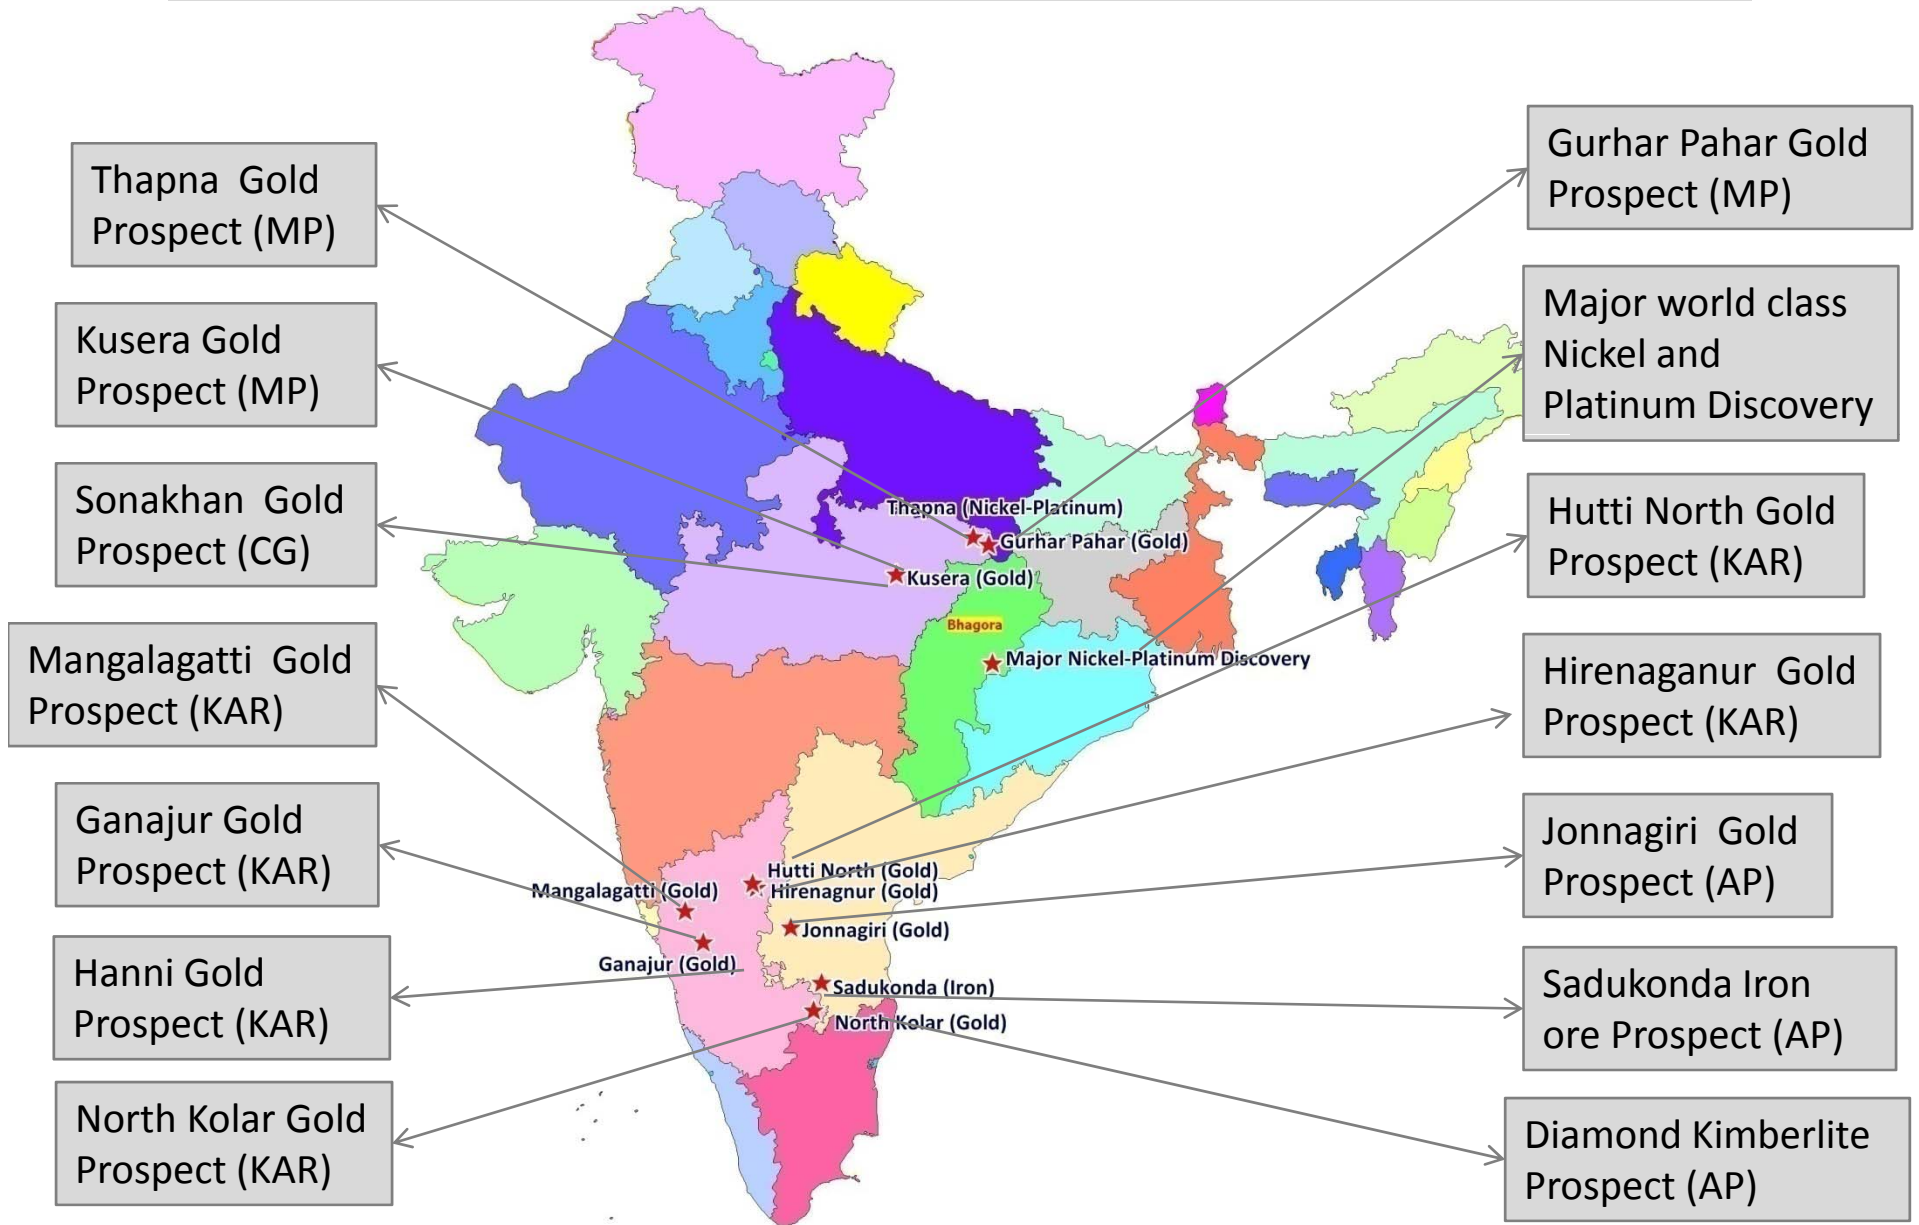 Thapna Gold
Prospect (MP)
Kusera Gold
Prospect (MP)
Sonakhan Gold
Prospect (CG)
Mangalagatti Gold
Prospect (KAR)
Ganajur Gold
Prospect (KAR)
Hanni Gold
Prospect (KAR)
North Kolar Gold
Prospect (KAR)
Thapna (Nickel-Platinum)
Gurhar Pahar (Gold)
Kusera (Gold)
Bhagora
Major Nickel-Platinum Discovery
Hutti North (Gold)
Hirenagnur (Gold)
Mangalagatti (Gold)
Jonnagiri (Gold)
Ganajur (Gold)
Sadukonda (Iron)
North Kolar (Gold)
Gurhar Pahar Gold
Prospect (MP)
Major world class
Nickel and
Platinum Discovery
Hutti North Gold
Prospect (KAR)
Hirenaganur Gold
Prospect (KAR)
Jonnagiri Gold
Prospect (AP)
Sadukonda Iron
ore Prospect (AP)
Diamond Kimberlite
Prospect (AP)